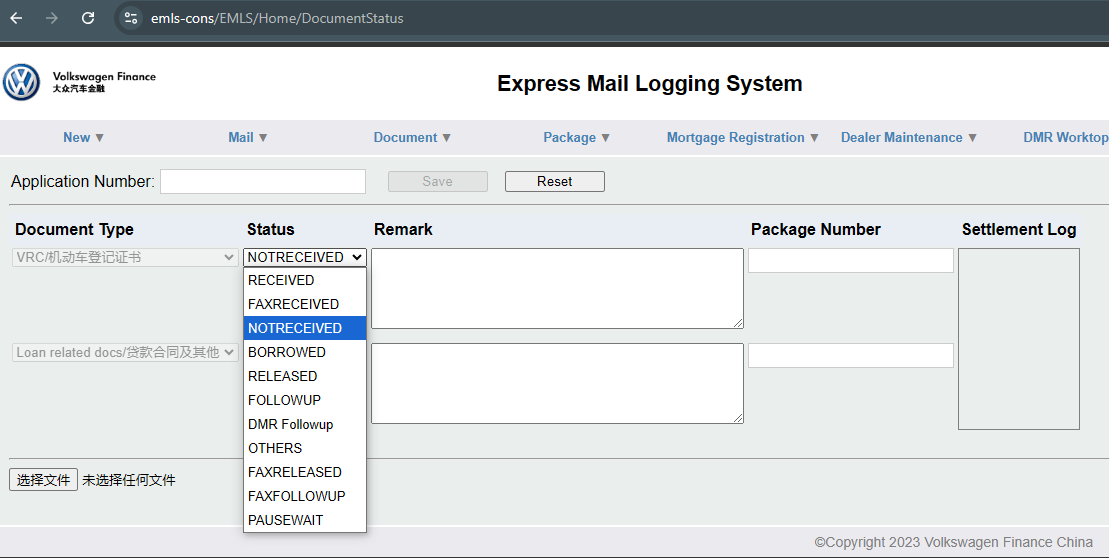 emls-cons/EMLS/Home/DocumentStatus
Volkswagen Finance
大众汽车金融
Express Mail Logging System
New ▼ Mail ▼ Document ▼ Package ▼ Mortgage Registration ▼ Dealer Maintenance ▼ DMR Worktop
Application Number: Save Reset
Document Type Status Remark Package Number Settlement Log
VRC/机动车登记证书 NOTRECEIVED
RECEIVED
FAXRECEIVED
NOTRECEIVED
BORROWED
Loan related docs/贷款合同及其他
RELEASED
FOLLOWUP
DMR Followup
OTHERS
FAXRELEASED
选择文件 未选择任何文件
FAXFOLLOWUP
PAUSEWAIT
©Copyright 2023 Volkswagen Finance China